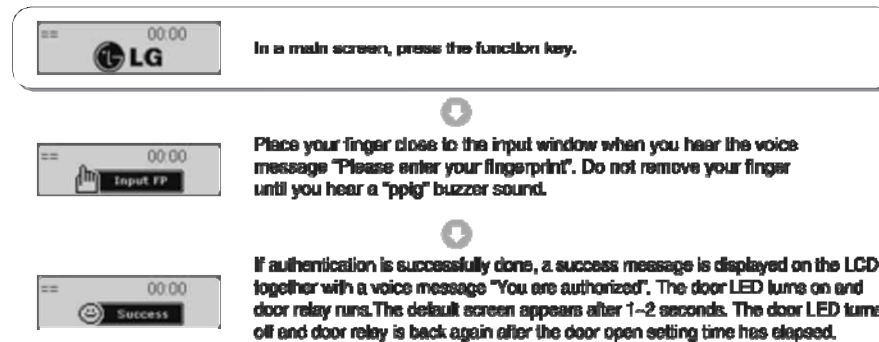 == 00:00
LG
In a main screen, press the function key.
== 00:00
Input FP
Place your finger close to the input window when you hear the voice
message "Please enter your fingerprint". Do not remove your finger
until you hear a "ppig" buzzer sound.
== 00:00
Success
If authentication is successfully done, a success message is displayed on the LCD
together with a voice message "You are authorized". The door LED turns on and
door relay runs.The default screen appears after 1~2 seconds. The door LED turns
off and door relay is back again after the door open setting time has elapsed.